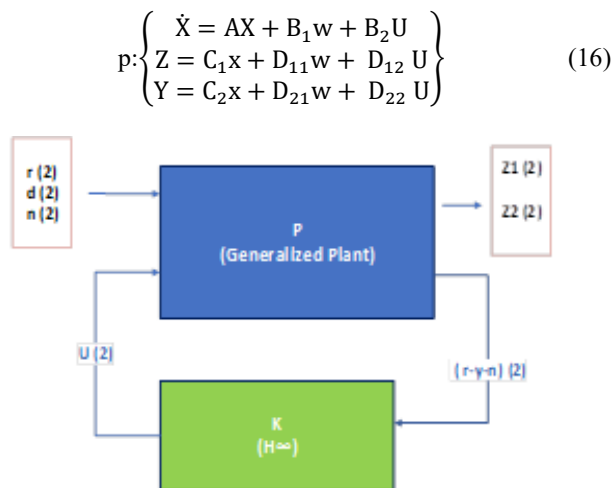 Ẋ = AX + B₁w + B₂U
p: Z = C₁x + D₁₁w + D₁₂ U (16)
Y = C₂x + D₂₁w + D₂₂ U
r (2)
d (2)
n (2)
P
(Generalized Plant)
Z1 (2)
Z2 (2)
U (2)
(r-y-n) (2)
K
(H∞)